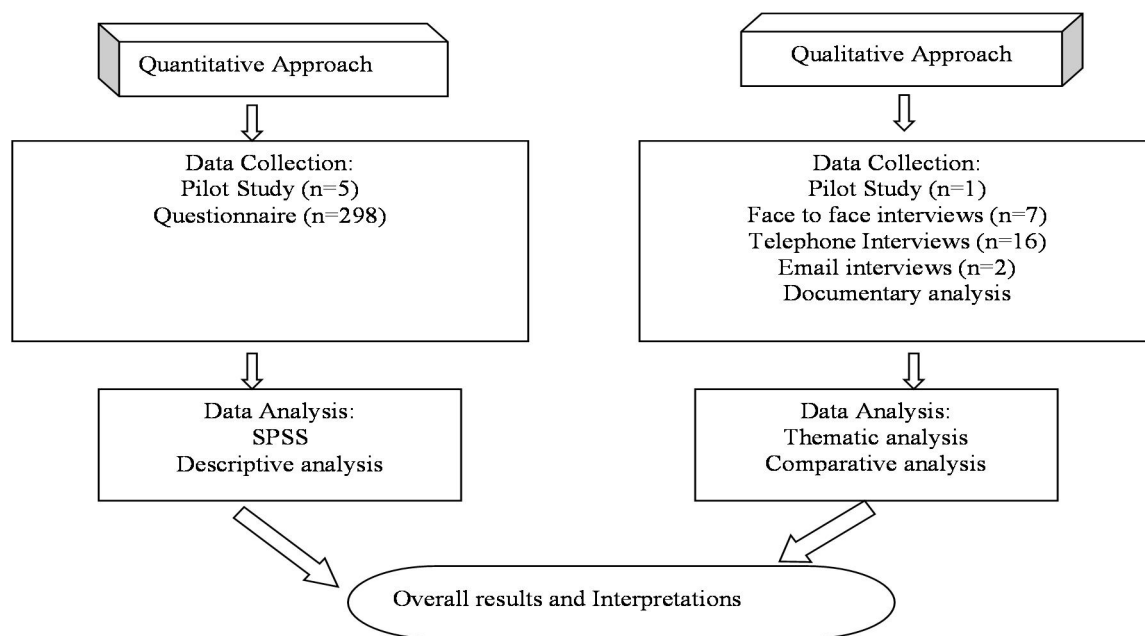 Quantitative Approach
Data Collection:
Pilot Study (n=5)
Questionnaire (n=298)
Data Analysis:
SPSS
Descriptive analysis
Qualitative Approach
Data Collection:
Pilot Study (n=1)
Face to face interviews (n=7)
Telephone Interviews (n=16)
Email interviews (n=2)
Documentary analysis
Data Analysis:
Thematic analysis
Comparative analysis
Overall results and Interpretations